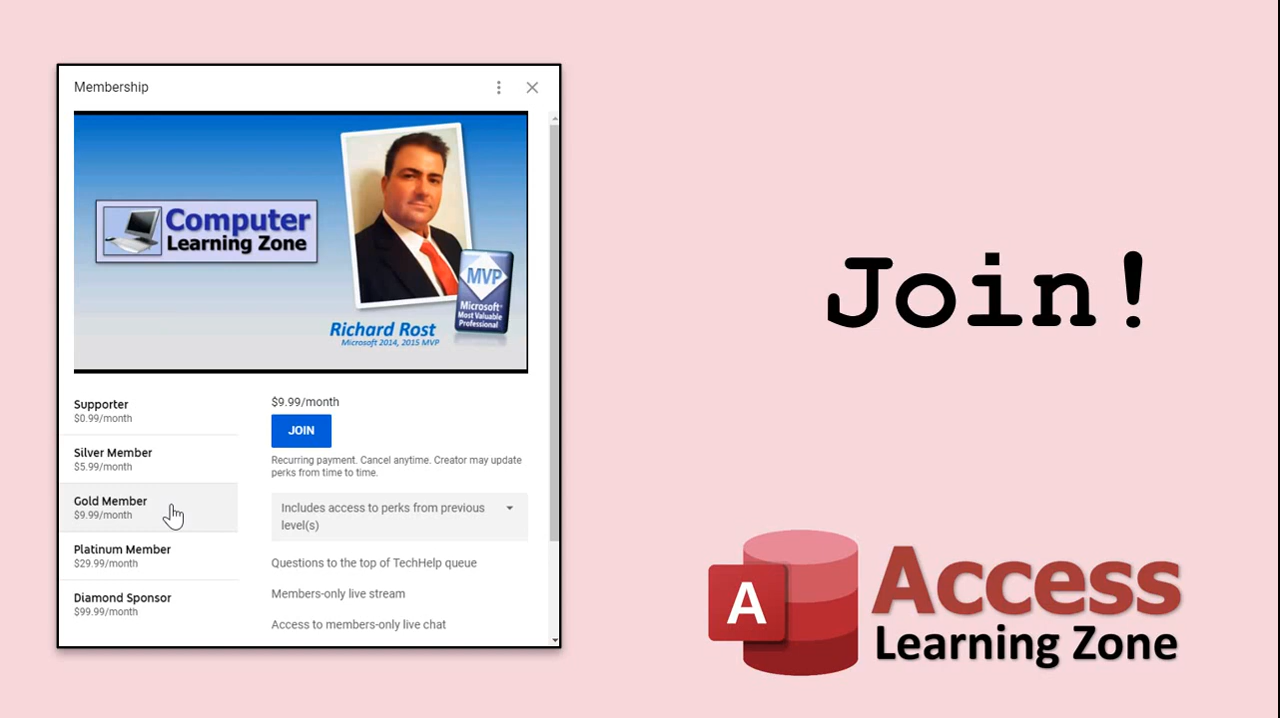 Membership
Computer
Learning Zone
MVP
Microsoft®
Most Valuable
Professional
Richard Rost
Microsoft 2014, 2015 MVP
Supporter
$0.99/month
Silver Member
$5.99/month
Gold Member
$9.99/month
Platinum Member
$29.99/month
Diamond Sponsor
$99.99/month
$9.99/month
JOIN
Recurring payment. Cancel anytime. Creator may update
perks from time to time.
Includes access to perks from previous
level(s)
Questions to the top of TechHelp queue
Members-only live stream
Access to members-only live chat
Join!
A
Access
Learning Zone